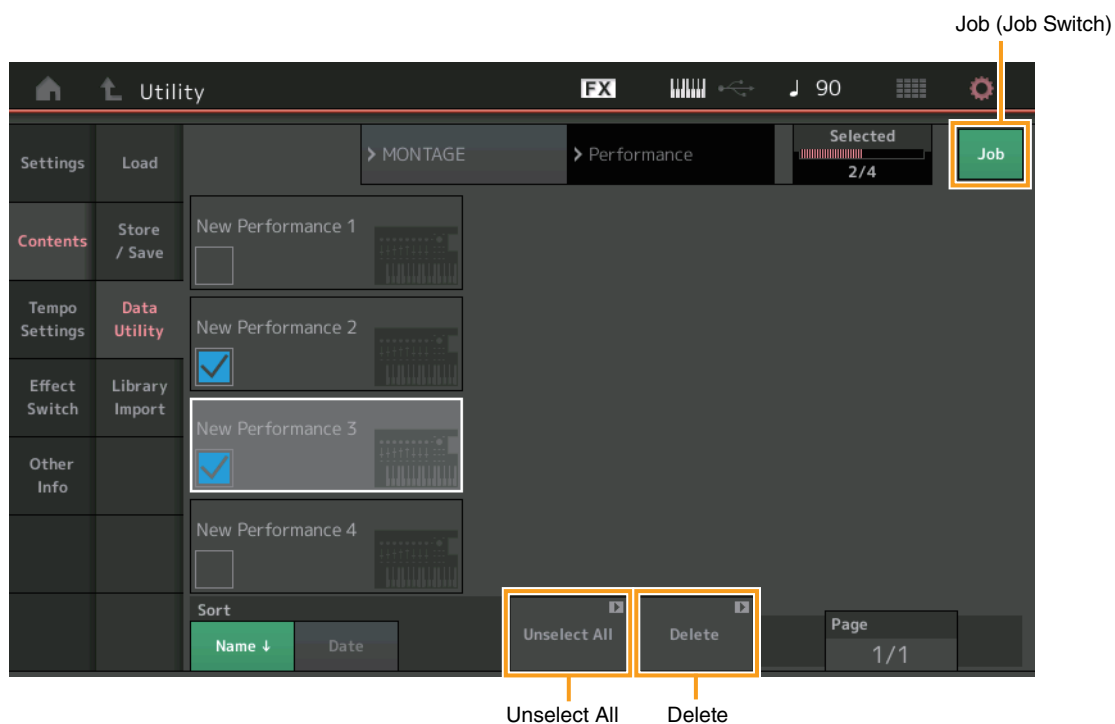 Job (Job Switch)
Utility
FX
90
Settings
Load
> MONTAGE
> Performance
Selected
2/4
Job
Contents
Store
/ Save
New Performance 1
Tempo
Settings
Data
Utility
New Performance 2
Effect
Switch
Library
Import
New Performance 3
Other
Info
New Performance 4
Sort
Name ↓
Date
Unselect All
Delete
Page
1/1
Unselect All
Delete